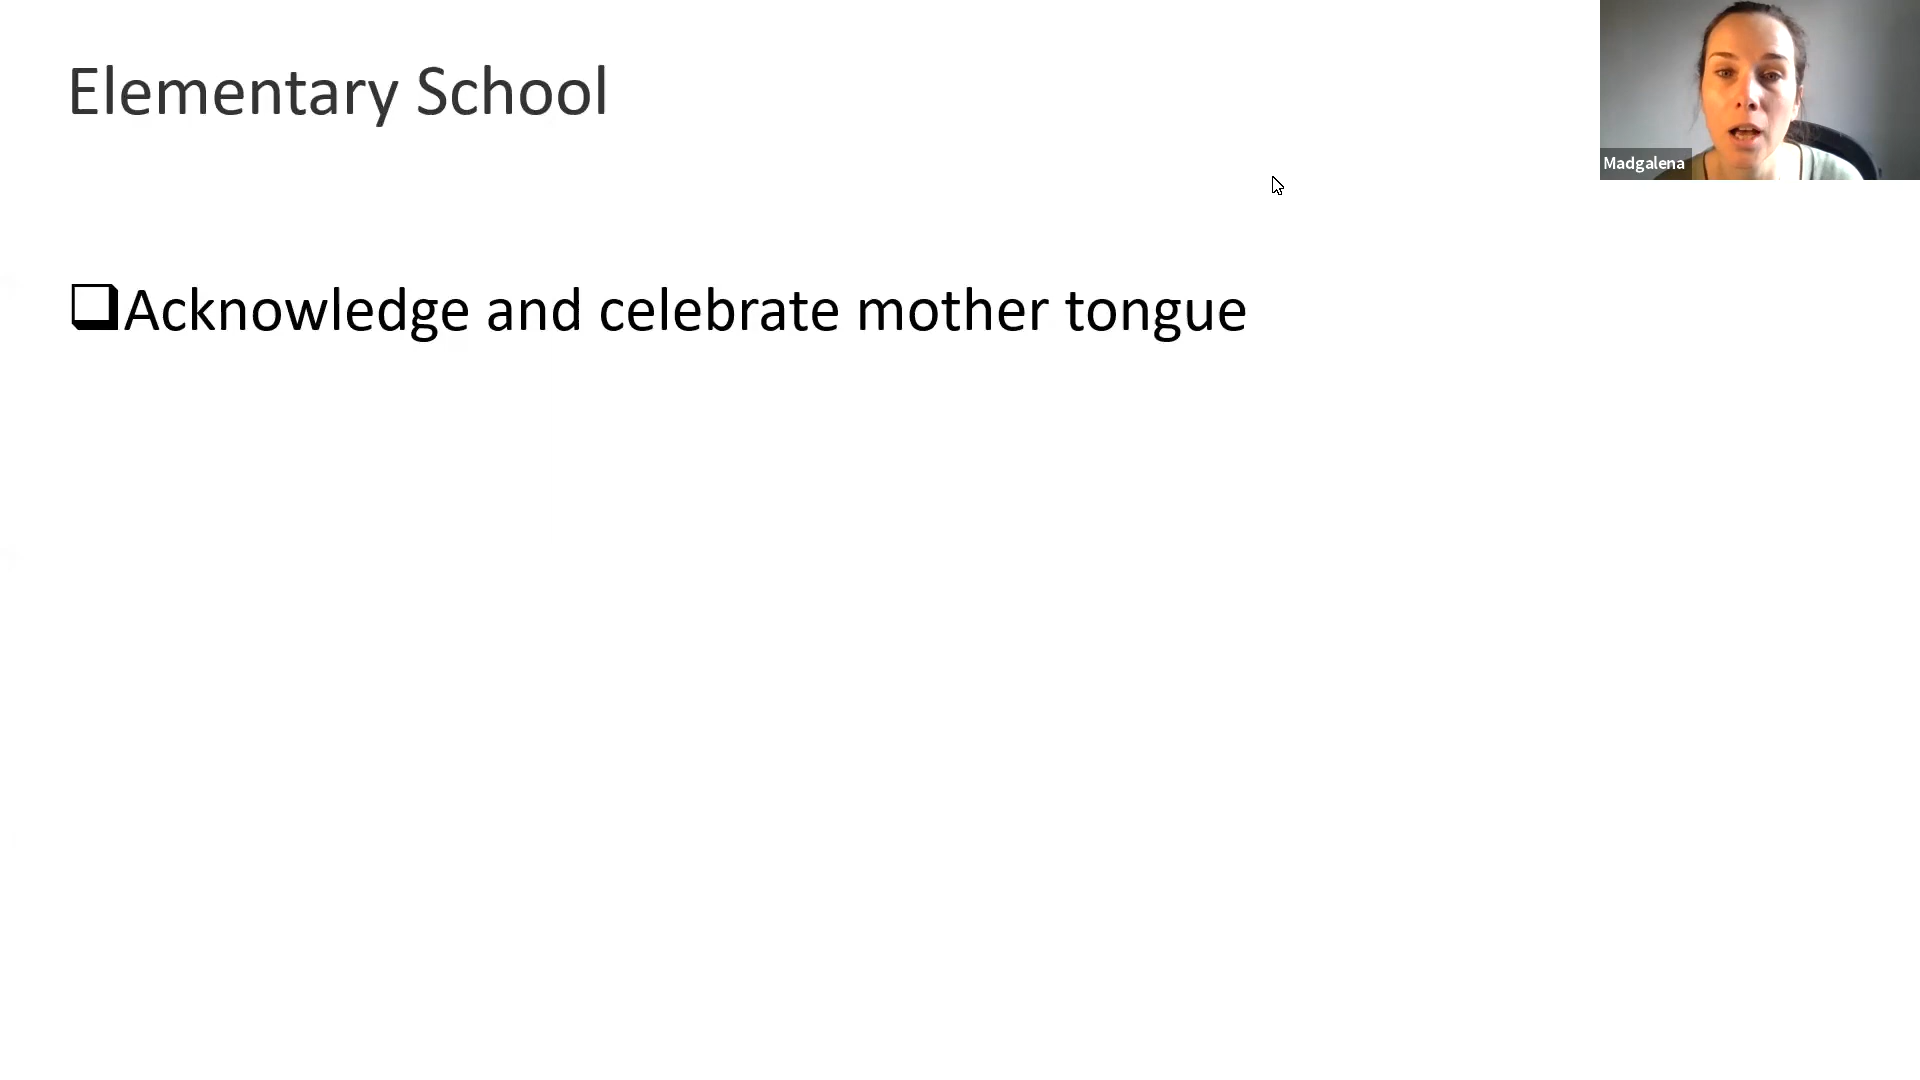 Elementary School
Madgalena
❑Acknowledge and celebrate mother tongue